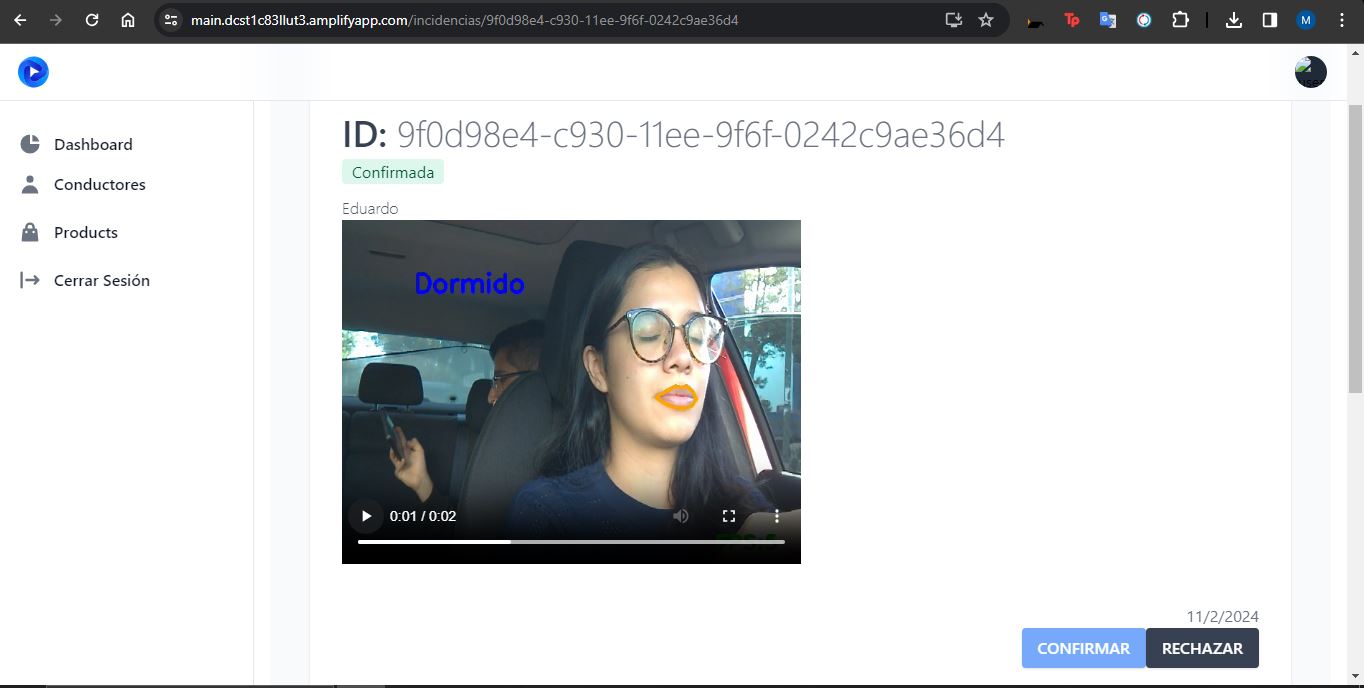 main.dcst1c83llut3.amplifyapp.com/incidencias/9f0d98e4-c930-11ee-9f6f-0242c9ae36d4
M
Dashboard
Conductores
Products
Cerrar Sesión
ID: 9f0d98e4-c930-11ee-9f6f-0242c9ae36d4
Confirmada
Eduardo
Dormido
0:01 / 0:02
11/2/2024
CONFIRMAR
RECHAZAR